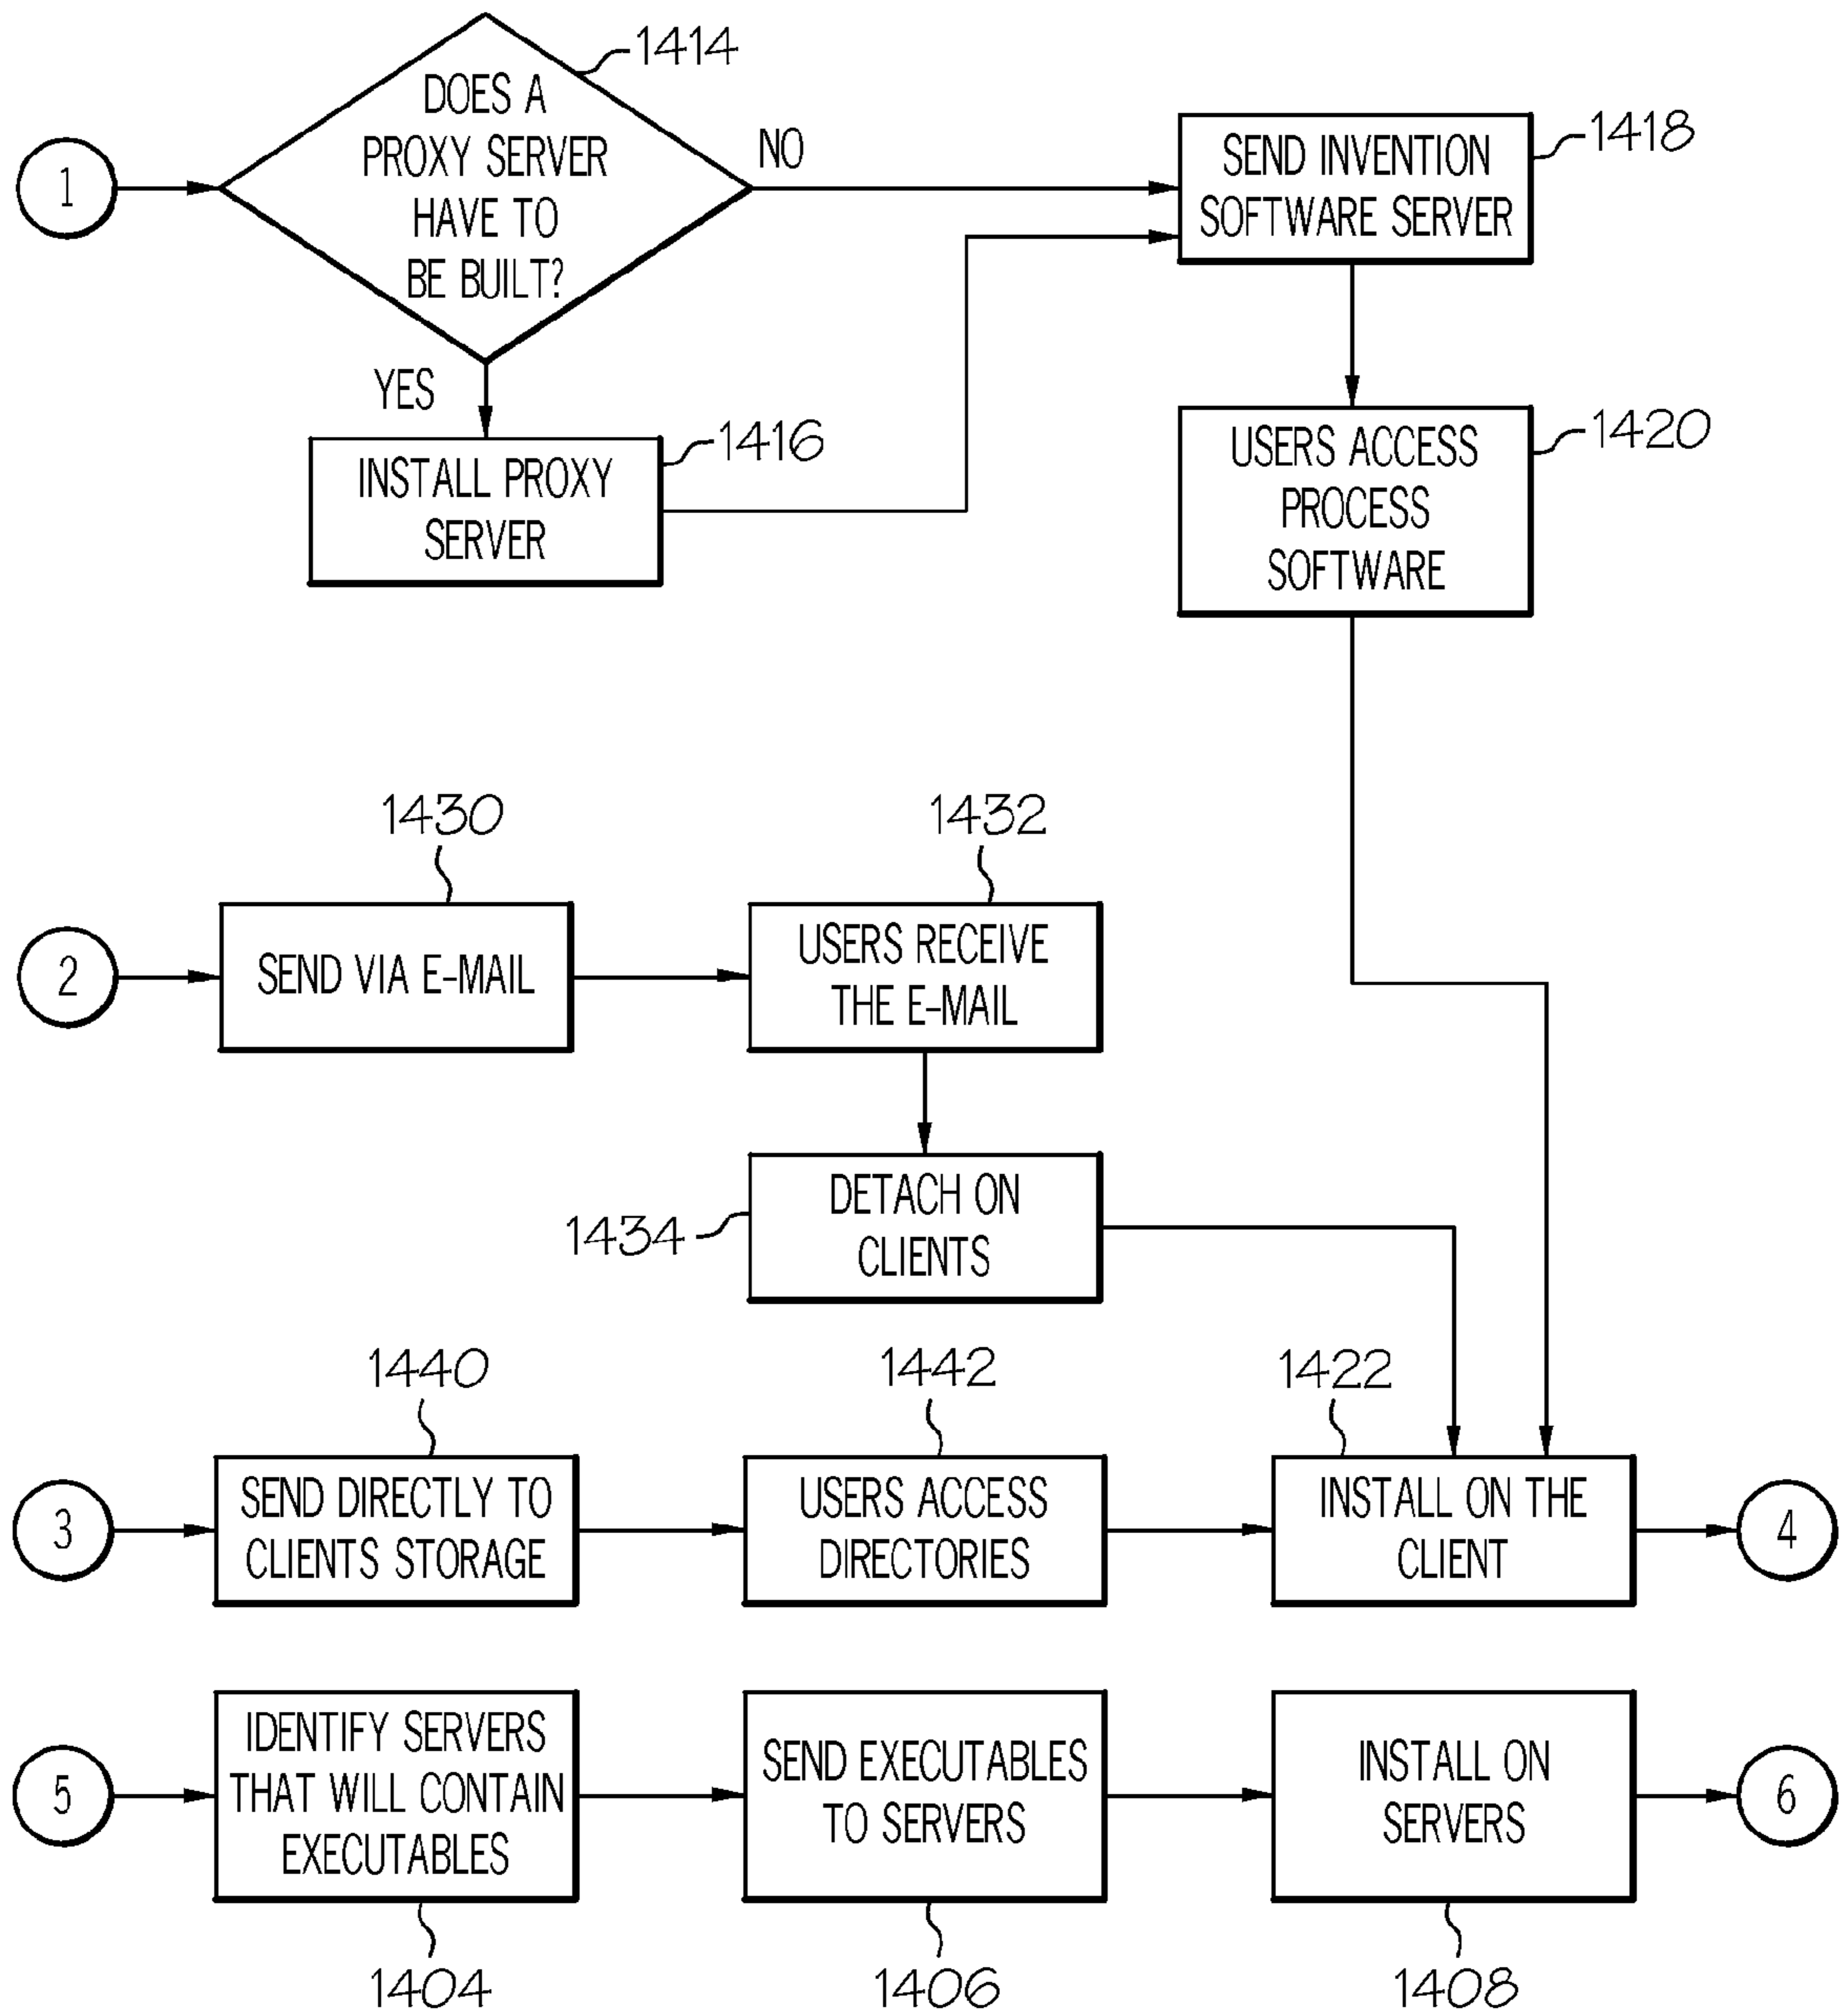 1414
DOES A
PROXY SERVER
HAVE TO
BE BUILT?
1
NO
YES
1418
SEND INVENTION
SOFTWARE SERVER
1416
INSTALL PROXY
SERVER
1420
USERS ACCESS
PROCESS
SOFTWARE
1430
1432
2
SEND VIA E-MAIL
USERS RECEIVE
THE E-MAIL
1434
DETACH ON
CLIENTS
1440
1442
1422
3
SEND DIRECTLY TO
CLIENTS STORAGE
USERS ACCESS
DIRECTORIES
INSTALL ON THE
CLIENT
4
5
IDENTIFY SERVERS
THAT WILL CONTAIN
EXECUTABLES
SEND EXECUTABLES
TO SERVERS
INSTALL ON
SERVERS
6
1404
1406
1408